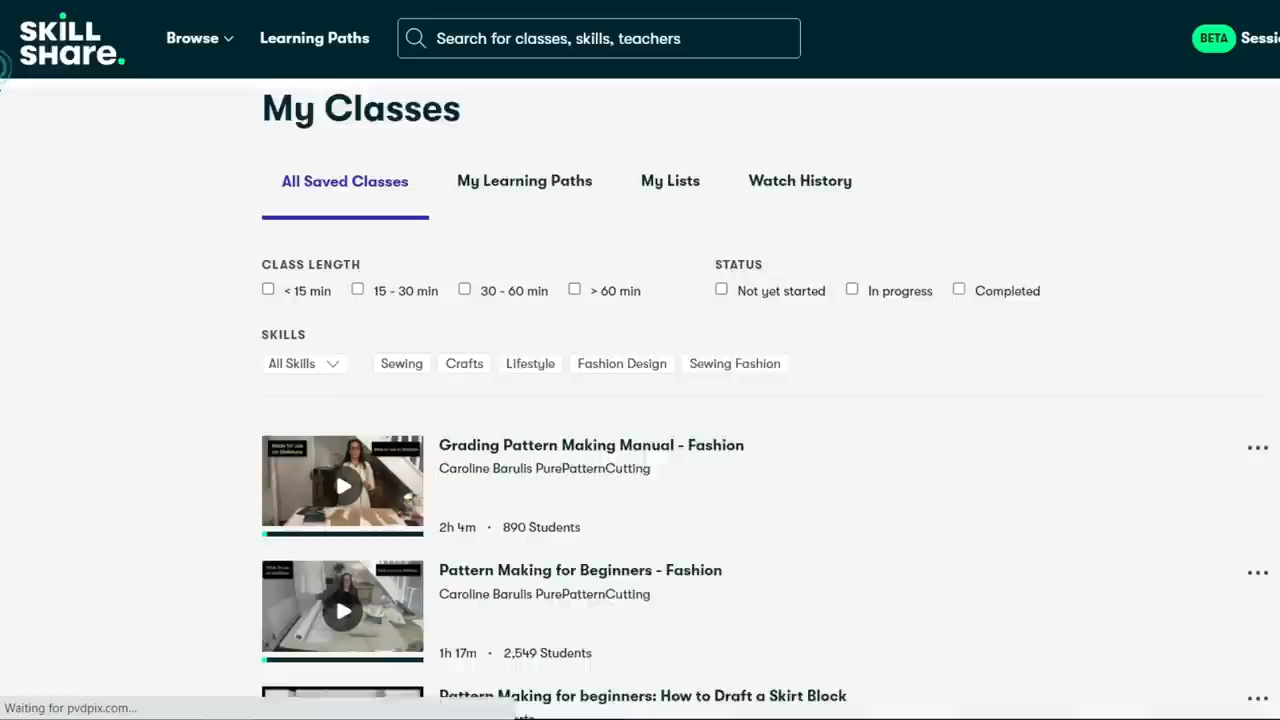 SKiLL
SHare.
Browse
Learning Paths
Search for classes, skills, teachers
BETA
My Classes
All Saved Classes
My Learning Paths
My Lists
Watch History
CLASS LENGTH
STATUS
< 15 min
15 - 30 min
30 - 60 min
> 60 min
Not yet started
In progress
Completed
SKILLS
All Skills
Sewing
Crafts
Lifestyle
Fashion Design
Sewing Fashion
Grading Pattern Making Manual - Fashion
Caroline Barulis PurePatternCutting
2h 4m · 890 Students
Pattern Making for Beginners - Fashion
Caroline Barulis PurePatternCutting
1h 17m · 2,549 Students
Pattern Making for beginners: How to Draft a Skirt Block
Waiting for pvdpix.com...